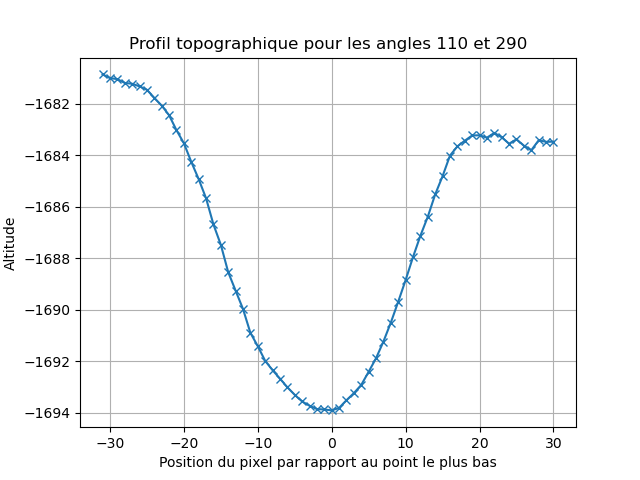 Profil topographique pour les angles 110 et 290
Altitude
−1682
−1684
−1686
−1688
−1690
−1692
−1694
−30 −20 −10 0 10 20 30
Position du pixel par rapport au point le plus bas